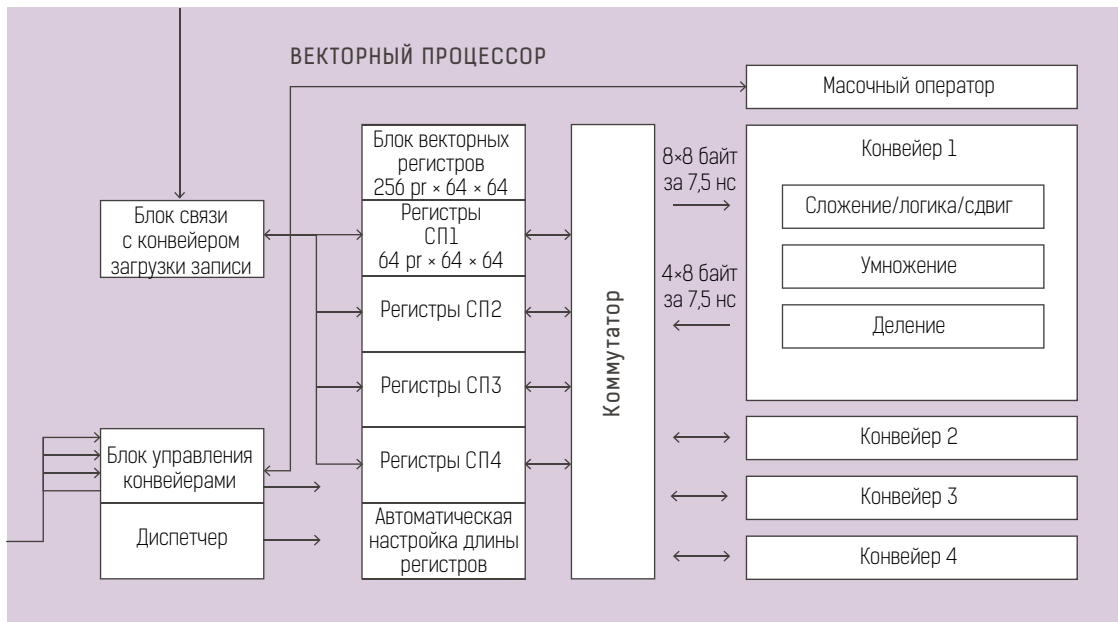 ВЕКТОРНЫЙ ПРОЦЕССОР
Масочный оператор
Блок векторных
регистров
256 pr × 64 × 64
Регистры
СП1
64 pr × 64 × 64
Регистры СП2
Регистры СП3
Регистры СП4
Автоматическая
настройка длины
регистров
Блок связи
с конвейером
загрузки записи
Блок управления
конвейерами
Диспетчер
Коммутатор
8×8 байт
за 7,5 нс
4×8 байт
за 7,5 нс
Конвейер 1
Сложение/логика/сдвиг
Умножение
Деление
Конвейер 2
Конвейер 3
Конвейер 4